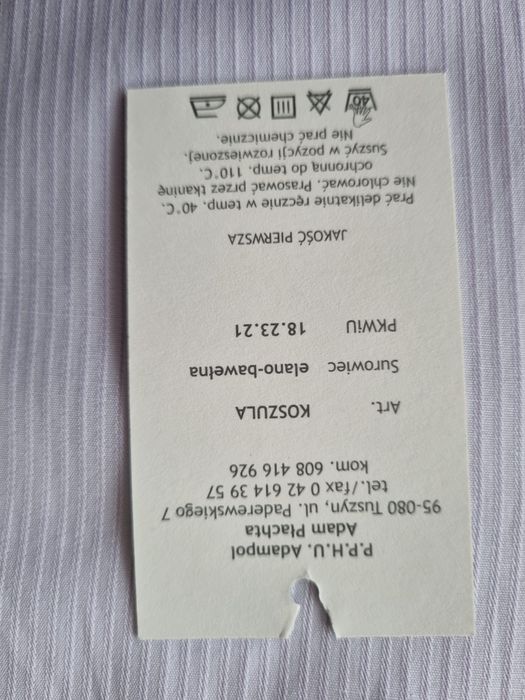 P.P.H.U. Adampol
Adam Płachta
95-080 Tuszyn, ul. Paderewskiego 7
tel./fax 0 42 614 39 57
kom. 608 416 926
Art. KOSZULA
Surowiec elano-bawełna
PKWiU 18.23.21
JAKOŚĆ PIERWSZA
Prać delikatnie ręcznie w temp. 40°C.
Nie chlorować. Prasować przez tkaninę
ochronną do temp. 110°C.
Suszyć w pozycji rozwieszonej.
Nie prać chemicznie.
40°